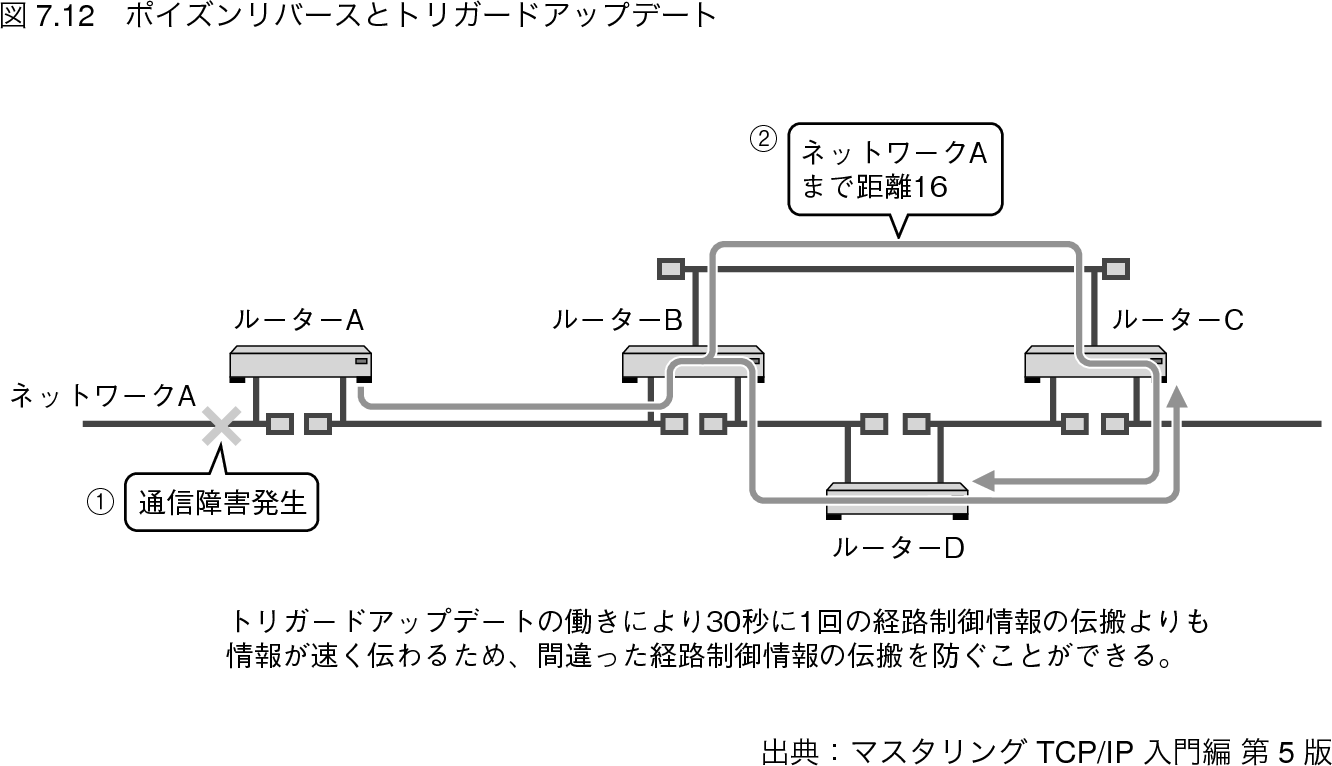 図 7.12　ポイズンリバースとトリガードアップデート
②
ネットワークA
まで距離16
ルーターA
ルーターB
ルーターC
ネットワークA
①
通信障害発生
ルーターD
トリガードアップデートの働きにより30秒に1回の経路制御情報の伝搬よりも
情報が速く伝わるため、間違った経路制御情報の伝搬を防ぐことができる。
出典：マスタリング TCP/IP 入門編 第 5 版